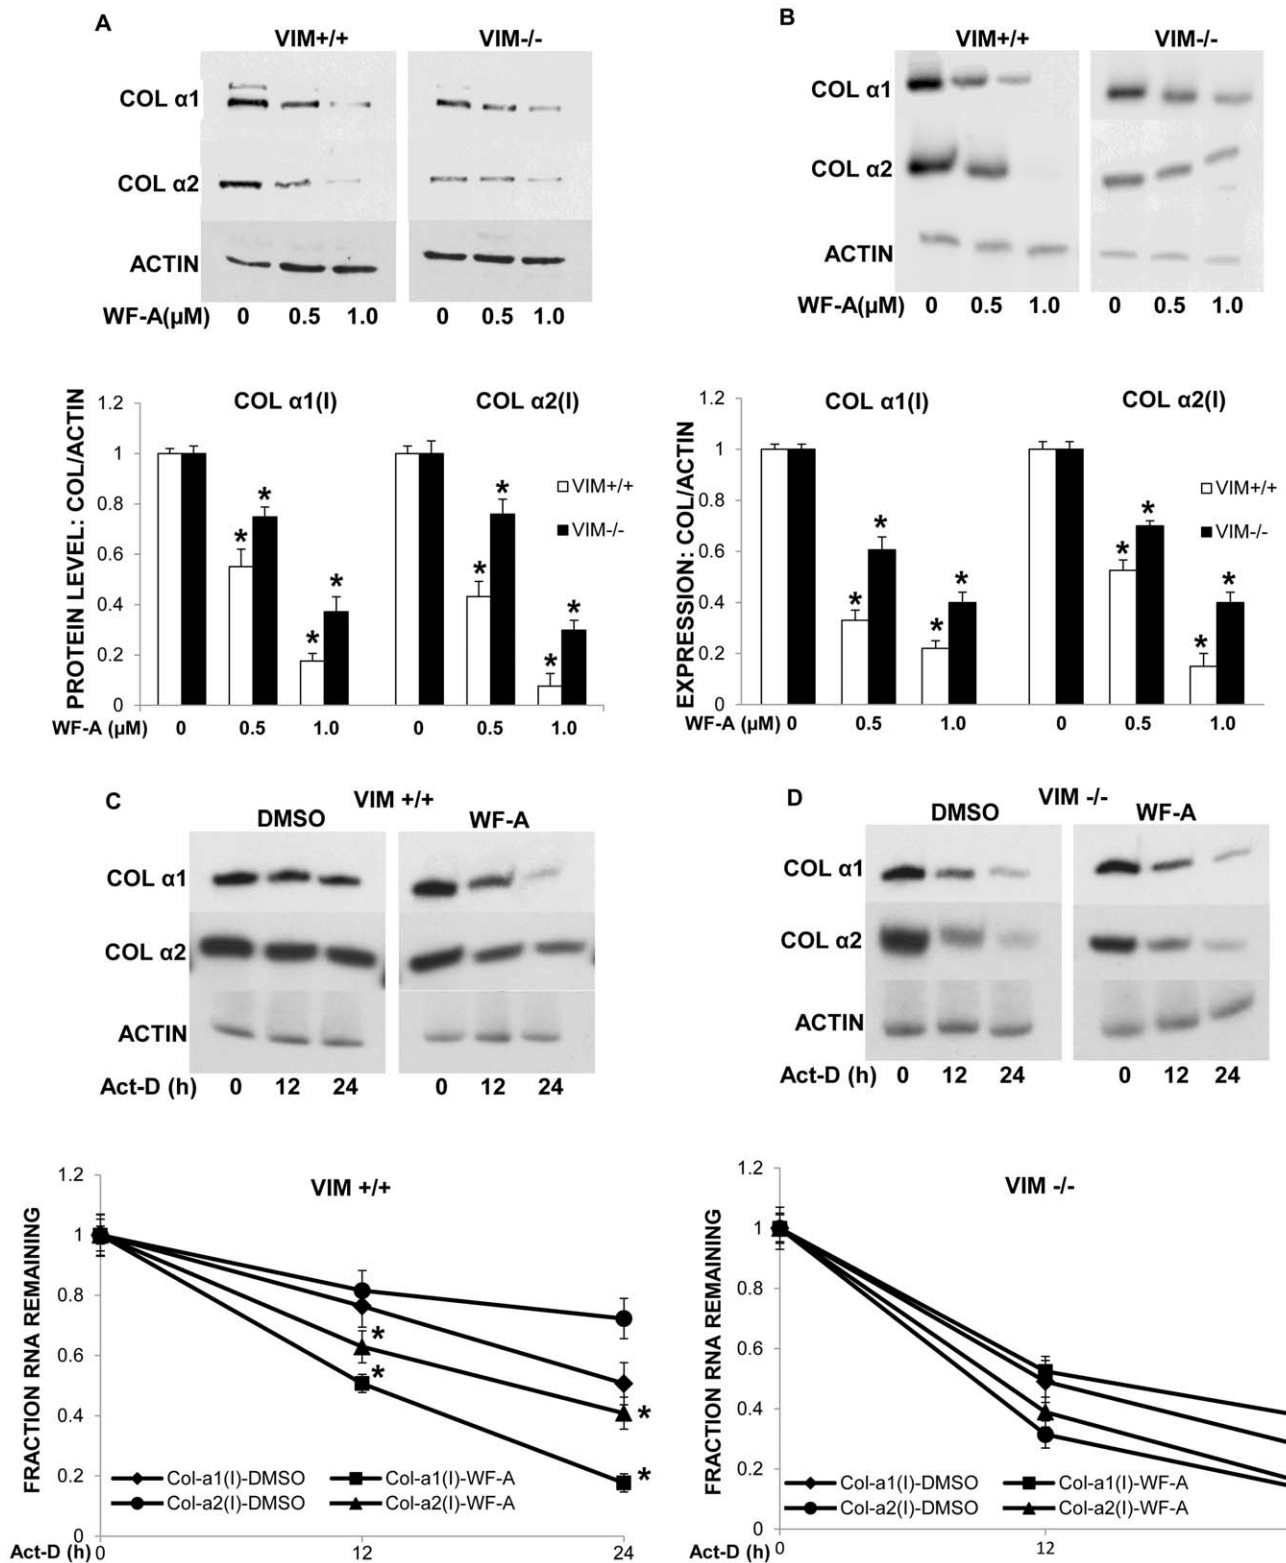 A
VIM+/+ VIM-/-
COL α1
COL α2
ACTIN
WF-A(µM) 0 0.5 1.0 0 0.5 1.0
PROTEIN LEVEL: COL/ACTIN
1.2
1
0.8
0.6
0.4
0.2
0
COL α1(I) COL α2(I)
VIM+/+
VIM-/-
* * * * * * * *
WF-A (µM) 0 0.5 1.0 0 0.5 1.0
B
VIM+/+ VIM-/-
COL α1
COL α2
ACTIN
WF-A(µM) 0 0.5 1.0 0 0.5 1.0
EXPRESSION: COL/ACTIN
1.2
1
0.8
0.6
0.4
0.2
0
COL α1(I) COL α2(I)
VIM+/+
VIM-/-
* * * * * * * *
WF-A (µM) 0 0.5 1.0 0 0.5 1.0
C
VIM +/+
DMSO WF-A
COL α1
COL α2
ACTIN
Act-D (h) 0 12 24 0 12 24
FRACTION RNA REMAINING
1.2
1
0.8
0.6
0.4
0.2
0
VIM +/+
* * * *
Col-a1(I)-DMSO Col-a1(I)-WF-A
Col-a2(I)-DMSO Col-a2(I)-WF-A
Act-D (h) 0 12 24
D
VIM -/-
DMSO WF-A
COL α1
COL α2
ACTIN
Act-D (h) 0 12 24 0 12 24
FRACTION RNA REMAINING
1.2
1
0.8
0.6
0.4
0.2
0
VIM -/-
Col-a1(I)-DMSO Col-a1(I)-WF-A
Col-a2(I)-DMSO Col-a2(I)-WF-A
Act-D (h) 0 12